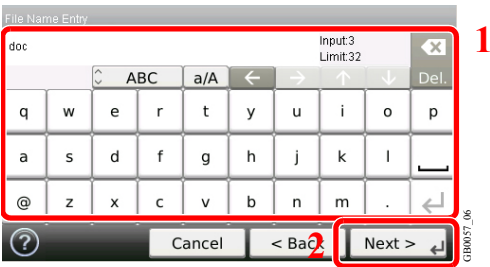 File Name Entry
doc
Input:3
Limit:32
1
ABC a/A ← → ↑ ↓ Del.
q w e r t y u i o p
a s d f g h j k l
@ z x c v b n m .
? Cancel < Back 2 Next >
GB0057_06